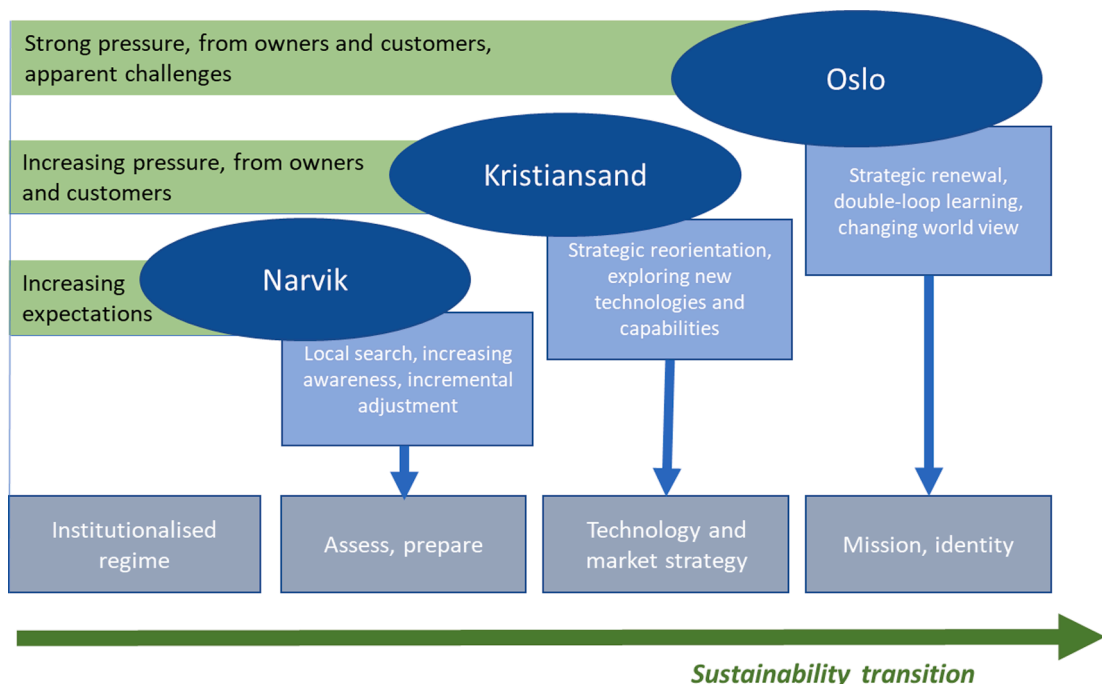 Strong pressure, from owners and customers,
apparent challenges
Oslo
Increasing pressure, from owners
and customers
Kristiansand
Strategic renewal,
double-loop learning,
changing world view
Increasing
expectations
Narvik
Strategic reorientation,
exploring new
technologies and
capabilities
Local search, increasing
awareness, incremental
adjustment
Institutionalised
regime
Assess, prepare
Technology and
market strategy
Mission, identity
Sustainability transition